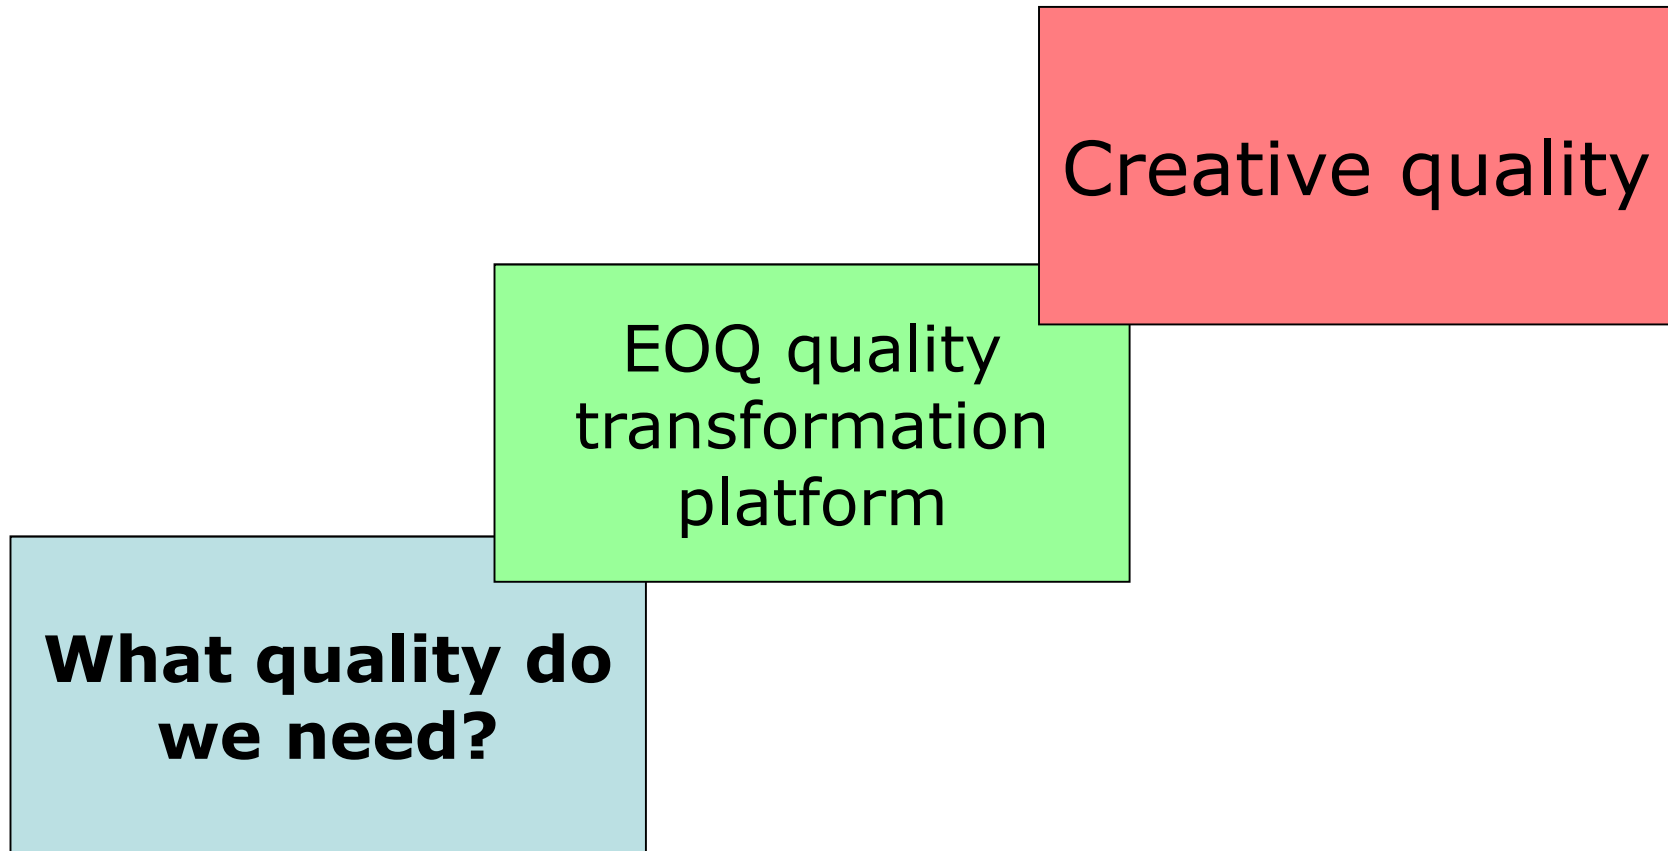 Creative quality
EOQ quality
transformation
platform
What quality do
we need?